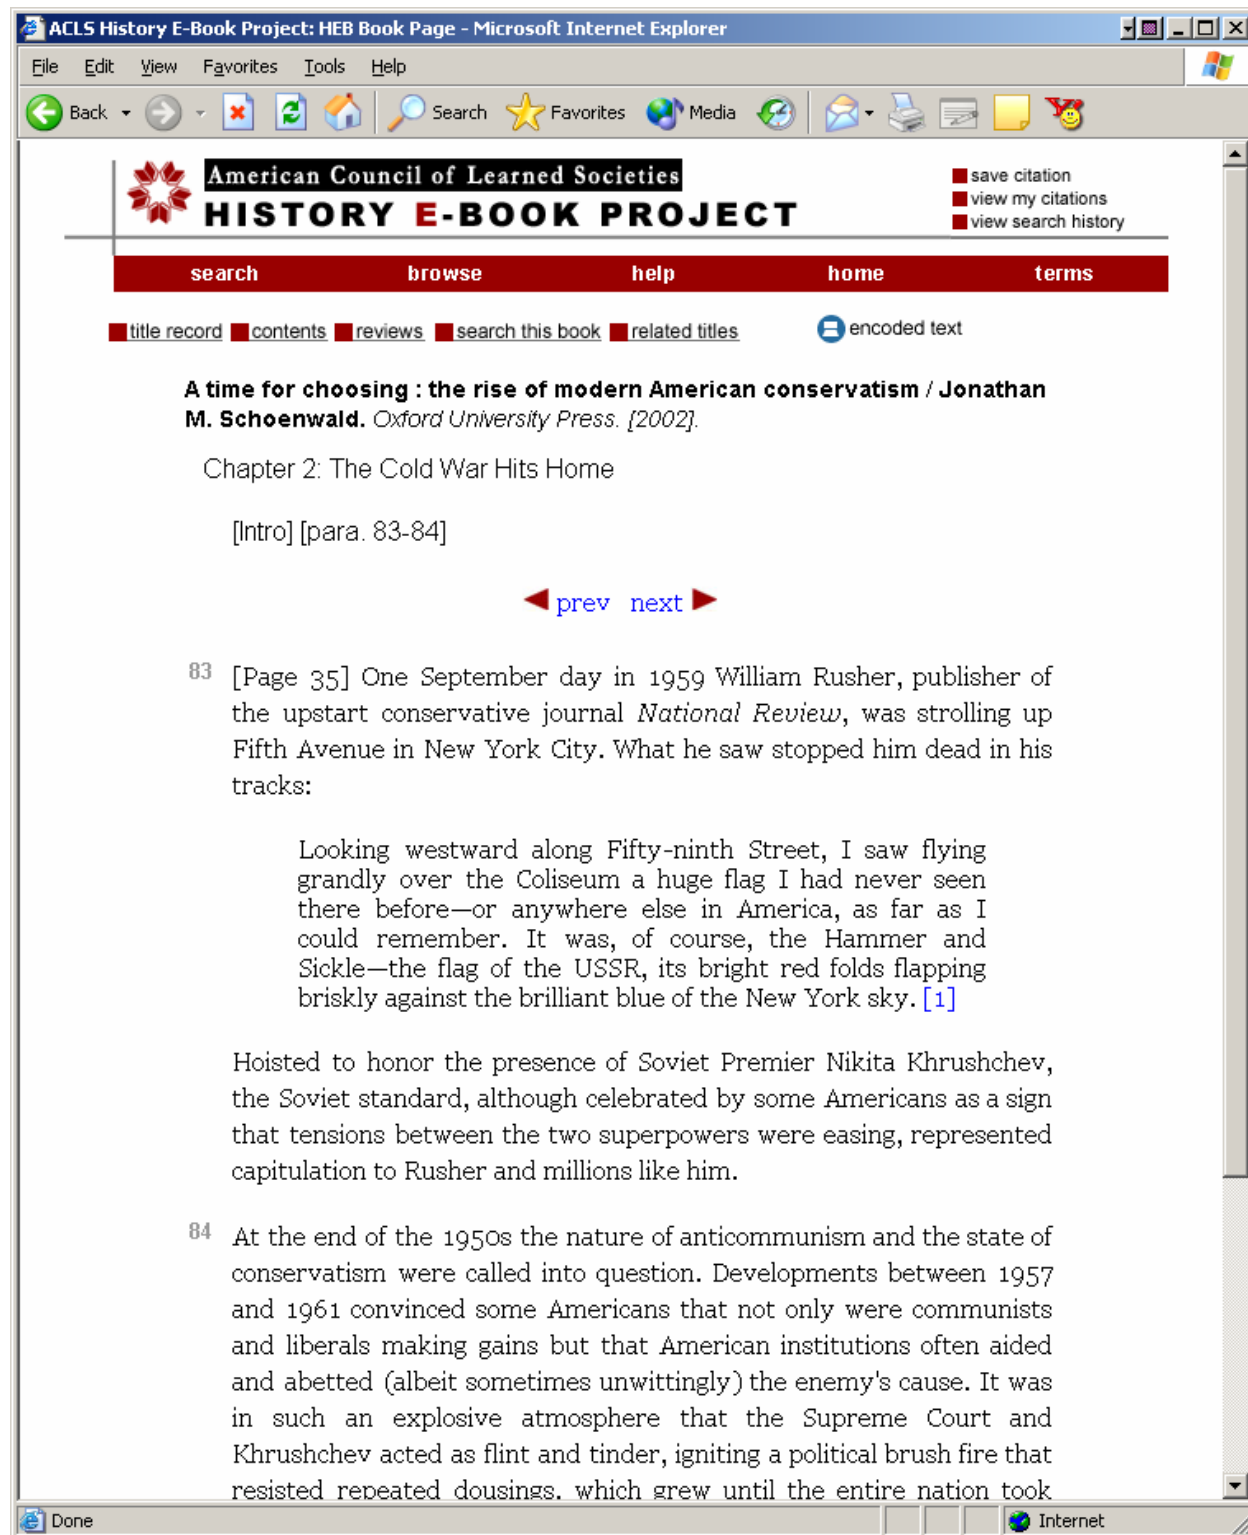 ACLS History E-Book Project: HEB Book Page - Microsoft Internet Explorer
File Edit View Favorites Tools Help
Back Search Favorites Media
American Council of Learned Societies
HISTORY E-BOOK PROJECT
save citation
view my citations
view search history
search browse help home terms
title record contents reviews search this book related titles encoded text
A time for choosing : the rise of modern American conservatism / Jonathan
M. Schoenwald. Oxford University Press. [2002].
Chapter 2: The Cold War Hits Home
[Intro] [para. 83-84]
prev next
83 [Page 35] One September day in 1959 William Rusher, publisher of
the upstart conservative journal National Review, was strolling up
Fifth Avenue in New York City. What he saw stopped him dead in his
tracks:
Looking westward along Fifty-ninth Street, I saw flying
grandly over the Coliseum a huge flag I had never seen
there before—or anywhere else in America, as far as I
could remember. It was, of course, the Hammer and
Sickle—the flag of the USSR, its bright red folds flapping
briskly against the brilliant blue of the New York sky. [1]
Hoisted to honor the presence of Soviet Premier Nikita Khrushchev,
the Soviet standard, although celebrated by some Americans as a sign
that tensions between the two superpowers were easing, represented
capitulation to Rusher and millions like him.
84 At the end of the 1950s the nature of anticommunism and the state of
conservatism were called into question. Developments between 1957
and 1961 convinced some Americans that not only were communists
and liberals making gains but that American institutions often aided
and abetted (albeit sometimes unwittingly) the enemy's cause. It was
in such an explosive atmosphere that the Supreme Court and
Khrushchev acted as flint and tinder, igniting a political brush fire that
resisted repeated dousings, which grew until the entire nation took
Done Internet